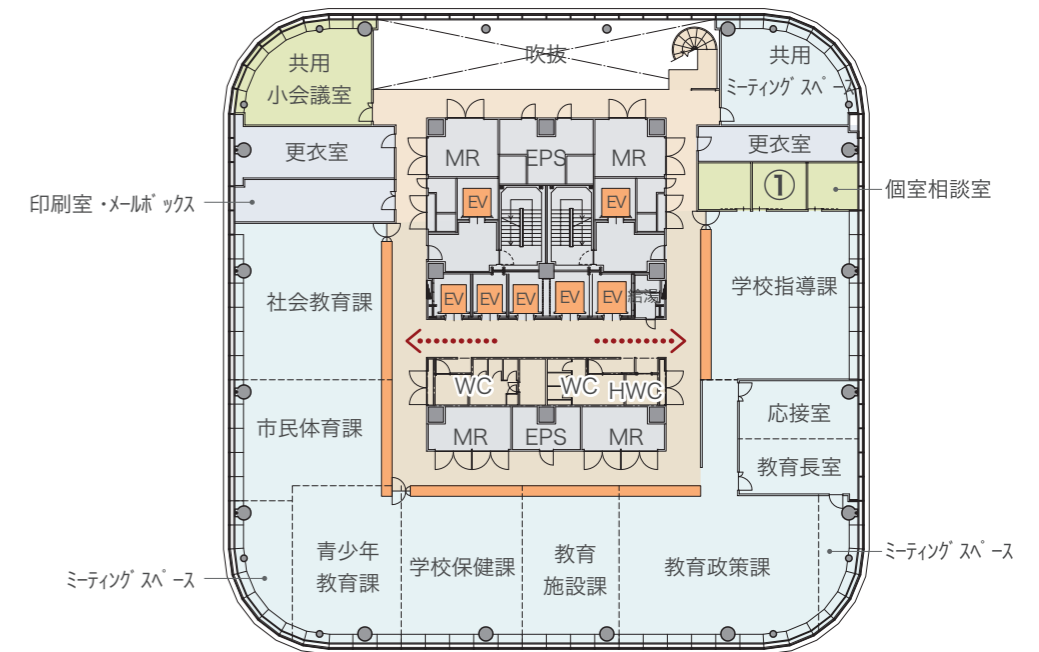 吹抜
共用
小会議室
共用
ミーティングスペース
更衣室
MR
EPS
MR
更衣室
①
個室相談室
印刷室・メールボックス
EV
EV
社会教育課
学校指導課
EV
EV
EV
EV
EV
給湯
WC
WC
HWC
市民体育課
応接室
MR
EPS
MR
教育長室
青少年
教育課
学校保健課
教育
施設課
教育政策課
ミーティングスペース
ミーティングスペース